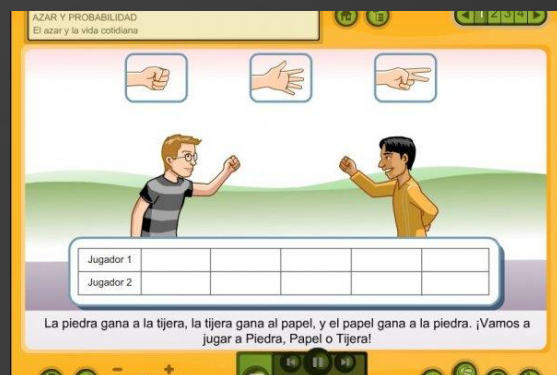 AZAR Y PROBABILIDAD
El azar y la vida cotidiana
1 2 3 4
Jugador 1
Jugador 2
La piedra gana a la tijera, la tijera gana al papel, y el papel gana a la piedra. ¡Vamos a
jugar a Piedra, Papel o Tijera!